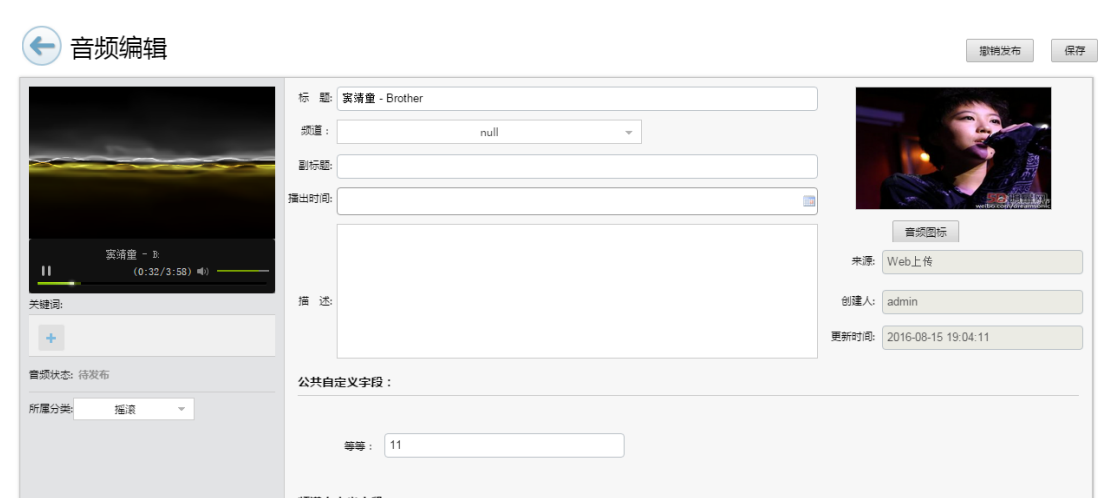 音频编辑
撤销发布
保存
标 题:
窦靖童 - Brother
频道：
null
副标题:
播出时间:
音频图标
窦靖童 - B:
(0:32/3:58)
来源:
Web上传
关键词:
描 述:
创建人:
admin
+
更新时间:
2016-08-15 19:04:11
音频状态: 待发布
公共自定义字段：
所属分类:
摇滚
等等：
11